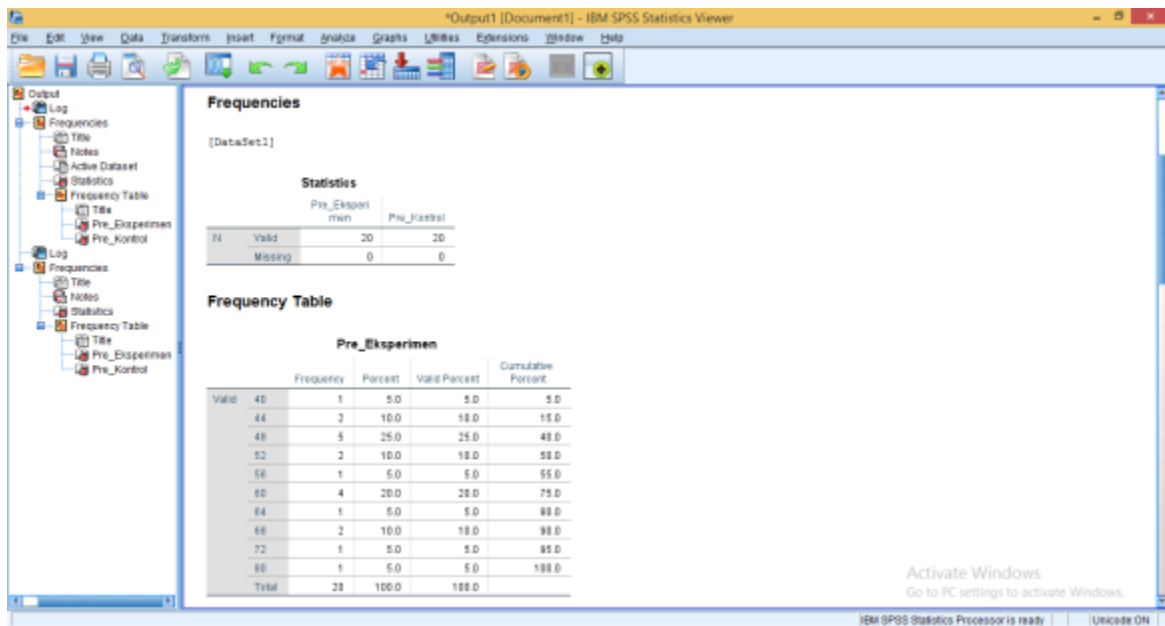 *Output1 [Document1] - IBM SPSS Statistics Viewer
File Edit View Data Transform Insert Format Analyze Graphs Utilities Extensions Window Help
Output
Log
Frequencies
Title
Notes
Active Dataset
Statistics
Frequency Table
Title
Pre_Eksperimen
Pre_Kontrol
Log
Frequencies
Title
Notes
Statistics
Frequency Table
Title
Pre_Eksperimen
Pre_Kontrol
Frequencies
[DataSet1]
Statistics
Pre_Eksperi
men Pre_Kontrol
N Valid 20 20
Missing 0 0
Frequency Table
Pre_Eksperimen
Frequency Percent Valid Percent Cumulative
Percent
Valid 40 1 5.0 5.0 5.0
44 2 10.0 10.0 15.0
48 5 25.0 25.0 40.0
52 2 10.0 10.0 50.0
56 1 5.0 5.0 55.0
60 4 20.0 20.0 75.0
64 1 5.0 5.0 80.0
68 2 10.0 10.0 90.0
72 1 5.0 5.0 95.0
80 1 5.0 5.0 100.0
Total 20 100.0 100.0
Activate Windows
Go to PC settings to activate Windows.
IBM SPSS Statistics Processor is ready Unicode:ON